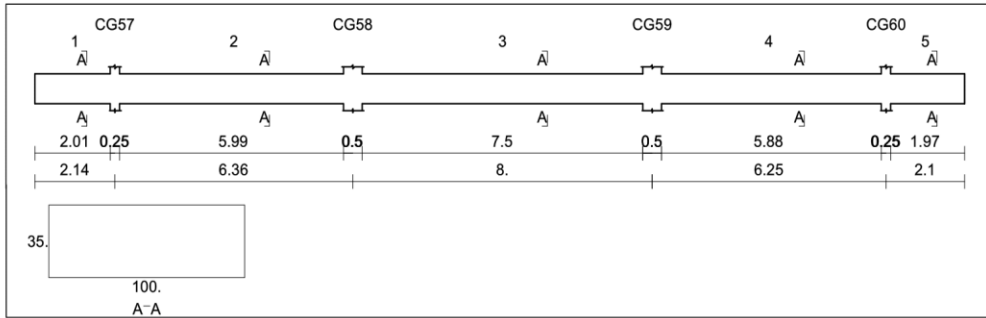 CG57 CG58 CG59 CG60
1 2 3 4 5
A A A A A
A A A A A
2.01 0.25 5.99 0.5 7.5 0.5 5.88 0.25 1.97
2.14 6.36 8. 6.25 2.1
35.
100.
A-A